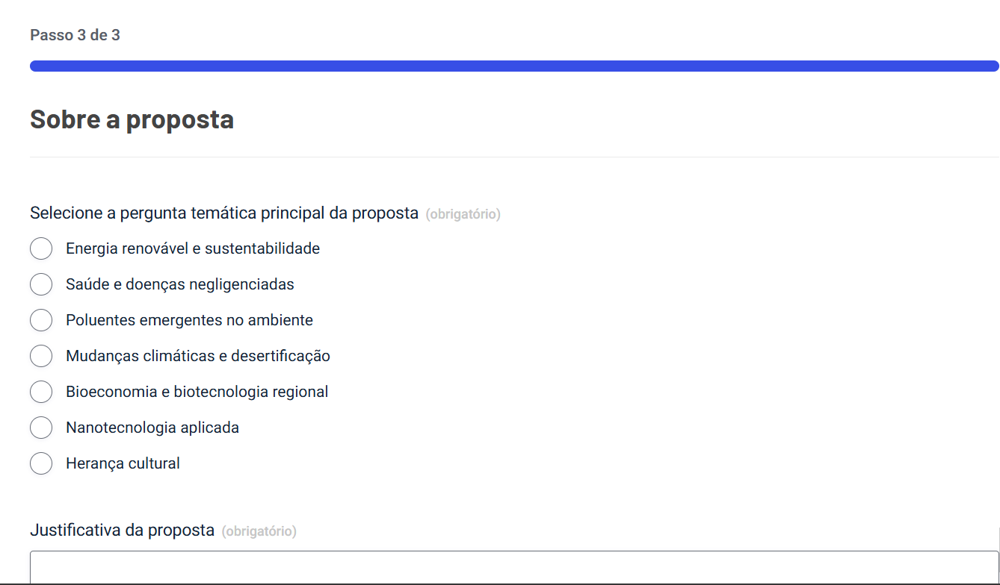 Passo 3 de 3
Sobre a proposta
Selecione a pergunta temática principal da proposta (obrigatório)
Energia renovável e sustentabilidade
Saúde e doenças negligenciadas
Poluentes emergentes no ambiente
Mudanças climáticas e desertificação
Bioeconomia e biotecnologia regional
Nanotecnologia aplicada
Herança cultural
Justificativa da proposta (obrigatório)